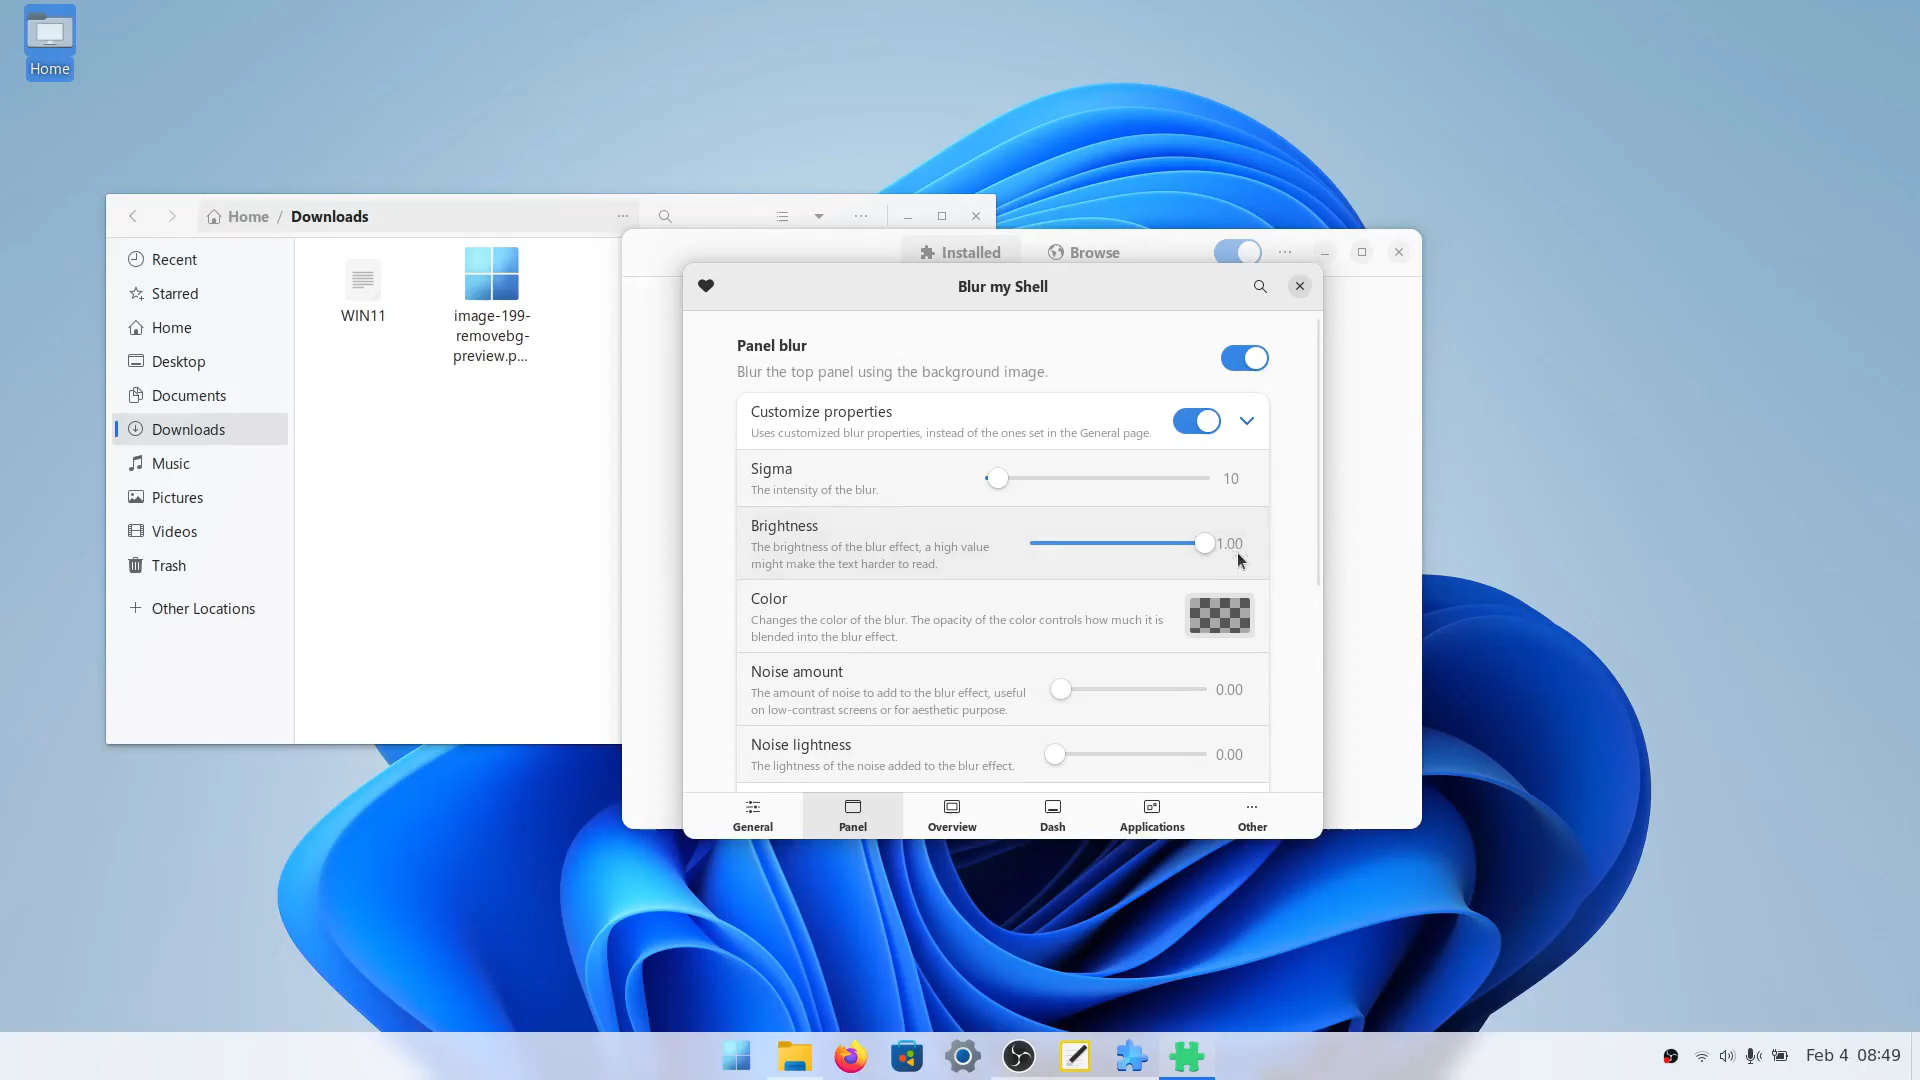 Home
Home / Downloads
Recent
Starred
Home
Desktop
Documents
Downloads
Music
Pictures
Videos
Trash
Other Locations
WIN11
image-199-
removebg-
preview.p...
Installed
Browse
Blur my Shell
Panel blur
Blur the top panel using the background image.
Customize properties
Uses customized blur properties, instead of the ones set in the General page.
Sigma
The intensity of the blur.
10
Brightness
The brightness of the blur effect, a high value
might make the text harder to read.
1.00
Color
Changes the color of the blur. The opacity of the color controls how much it is
blended into the blur effect.
Noise amount
The amount of noise to add to the blur effect, useful
on low-contrast screens or for aesthetic purpose.
0.00
Noise lightness
The lightness of the noise added to the blur effect.
0.00
General
Panel
Overview
Dash
Applications
Other
Feb 4 08:49